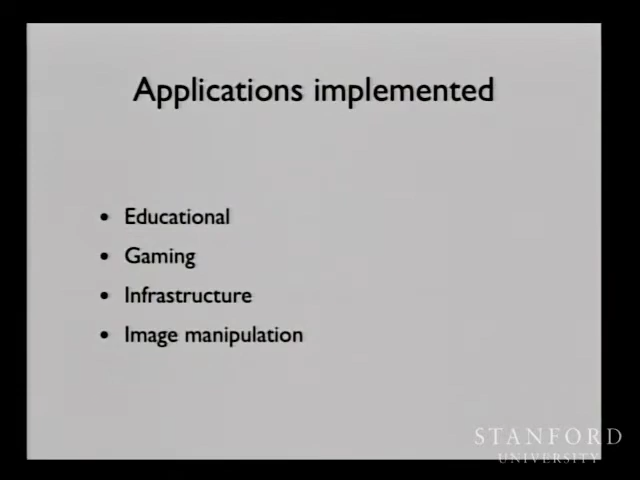 Applications implemented
• Educational
• Gaming
• Infrastructure
• Image manipulation
STANFORD
UNIVERSITY